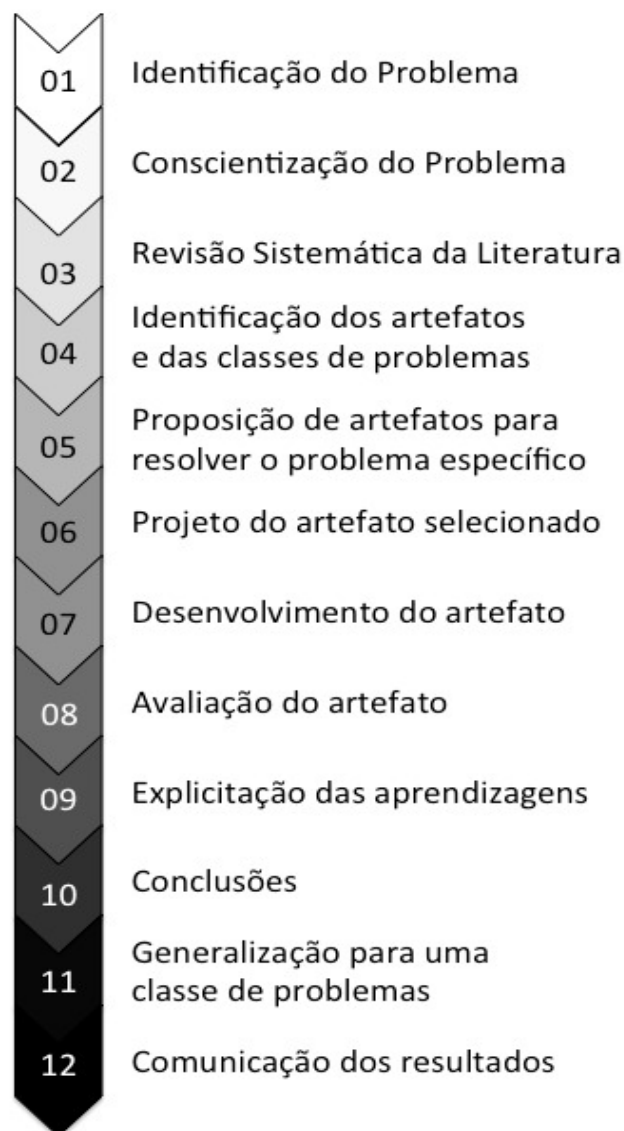 01 Identificação do Problema
02 Conscientização do Problema
03 Revisão Sistemática da Literatura
04 Identificação dos artefatos
e das classes de problemas
05 Proposição de artefatos para
resolver o problema específico
06 Projeto do artefato selecionado
07 Desenvolvimento do artefato
08 Avaliação do artefato
09 Explicitação das aprendizagens
10 Conclusões
11 Generalização para uma
classe de problemas
12 Comunicação dos resultados